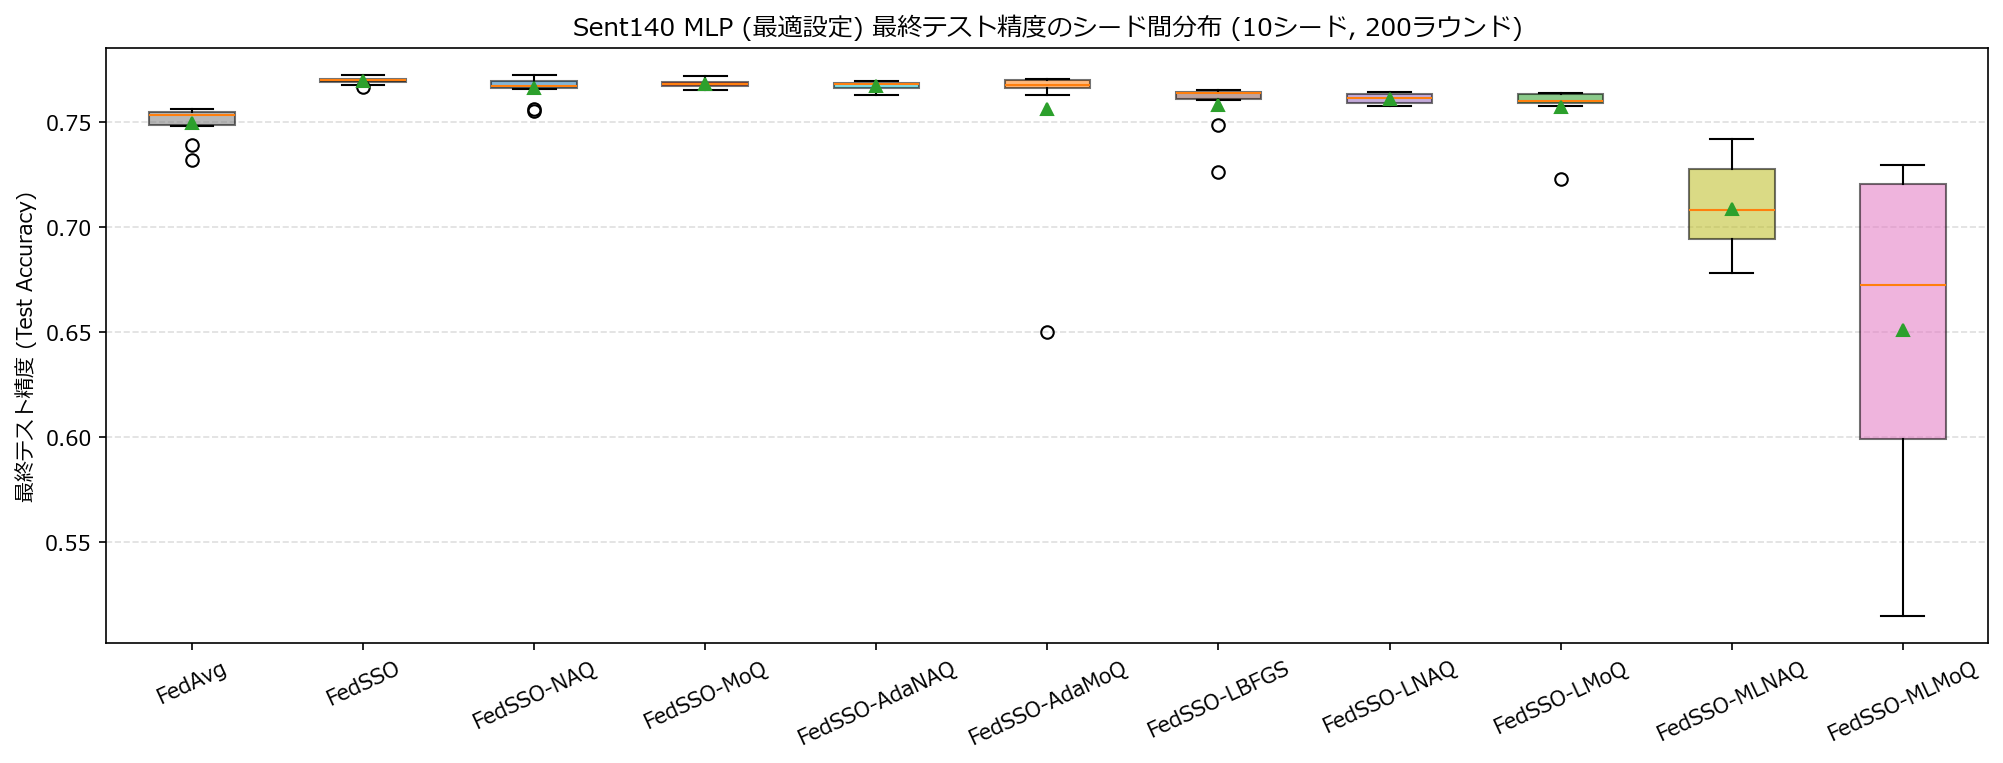 Sent140 MLP (最適設定) 最終テスト精度のシード間分布 (10シード, 200ラウンド)
最終テスト精度 (Test Accuracy)
0.75
0.70
0.65
0.60
0.55
FedAvg
FedSSO
FedSSO-NAQ
FedSSO-MoQ
FedSSO-AdaNAQ
FedSSO-AdaMoQ
FedSSO-LBFGS
FedSSO-LNAQ
FedSSO-LMoQ
FedSSO-MLNAQ
FedSSO-MLMoQ